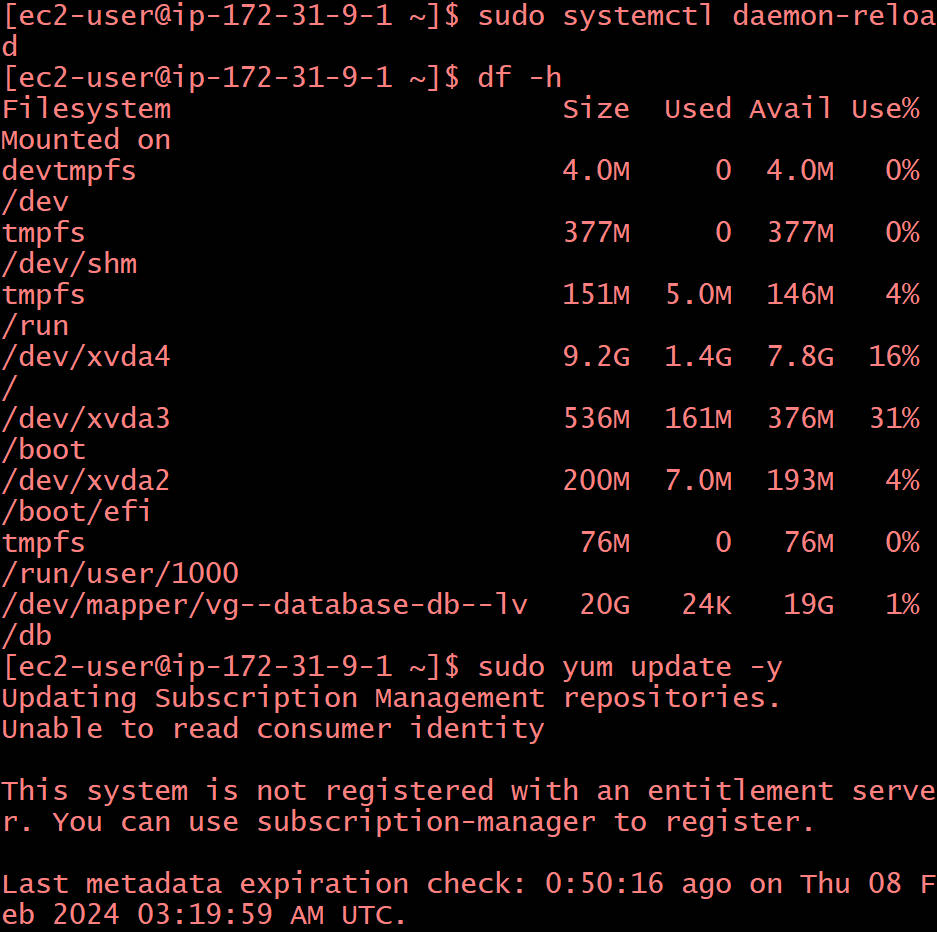 [ec2-user@ip-172-31-9-1 ~]$ sudo systemctl daemon-reloa
d
[ec2-user@ip-172-31-9-1 ~]$ df -h
Filesystem                       Size  Used Avail Use%
Mounted on
devtmpfs                         4.0M     0  4.0M   0%
/dev
tmpfs                            377M     0  377M   0%
/dev/shm
tmpfs                            151M  5.0M  146M   4%
/run
/dev/xvda4                       9.2G  1.4G  7.8G  16%
/
/dev/xvda3                       536M  161M  376M  31%
/boot
/dev/xvda2                       200M  7.0M  193M   4%
/boot/efi
tmpfs                             76M     0   76M   0%
/run/user/1000
/dev/mapper/vg--database-db--lv   20G   24K   19G   1%
/db
[ec2-user@ip-172-31-9-1 ~]$ sudo yum update -y
Updating Subscription Management repositories.
Unable to read consumer identity

This system is not registered with an entitlement serve
r. You can use subscription-manager to register.

Last metadata expiration check: 0:50:16 ago on Thu 08 F
eb 2024 03:19:59 AM UTC.